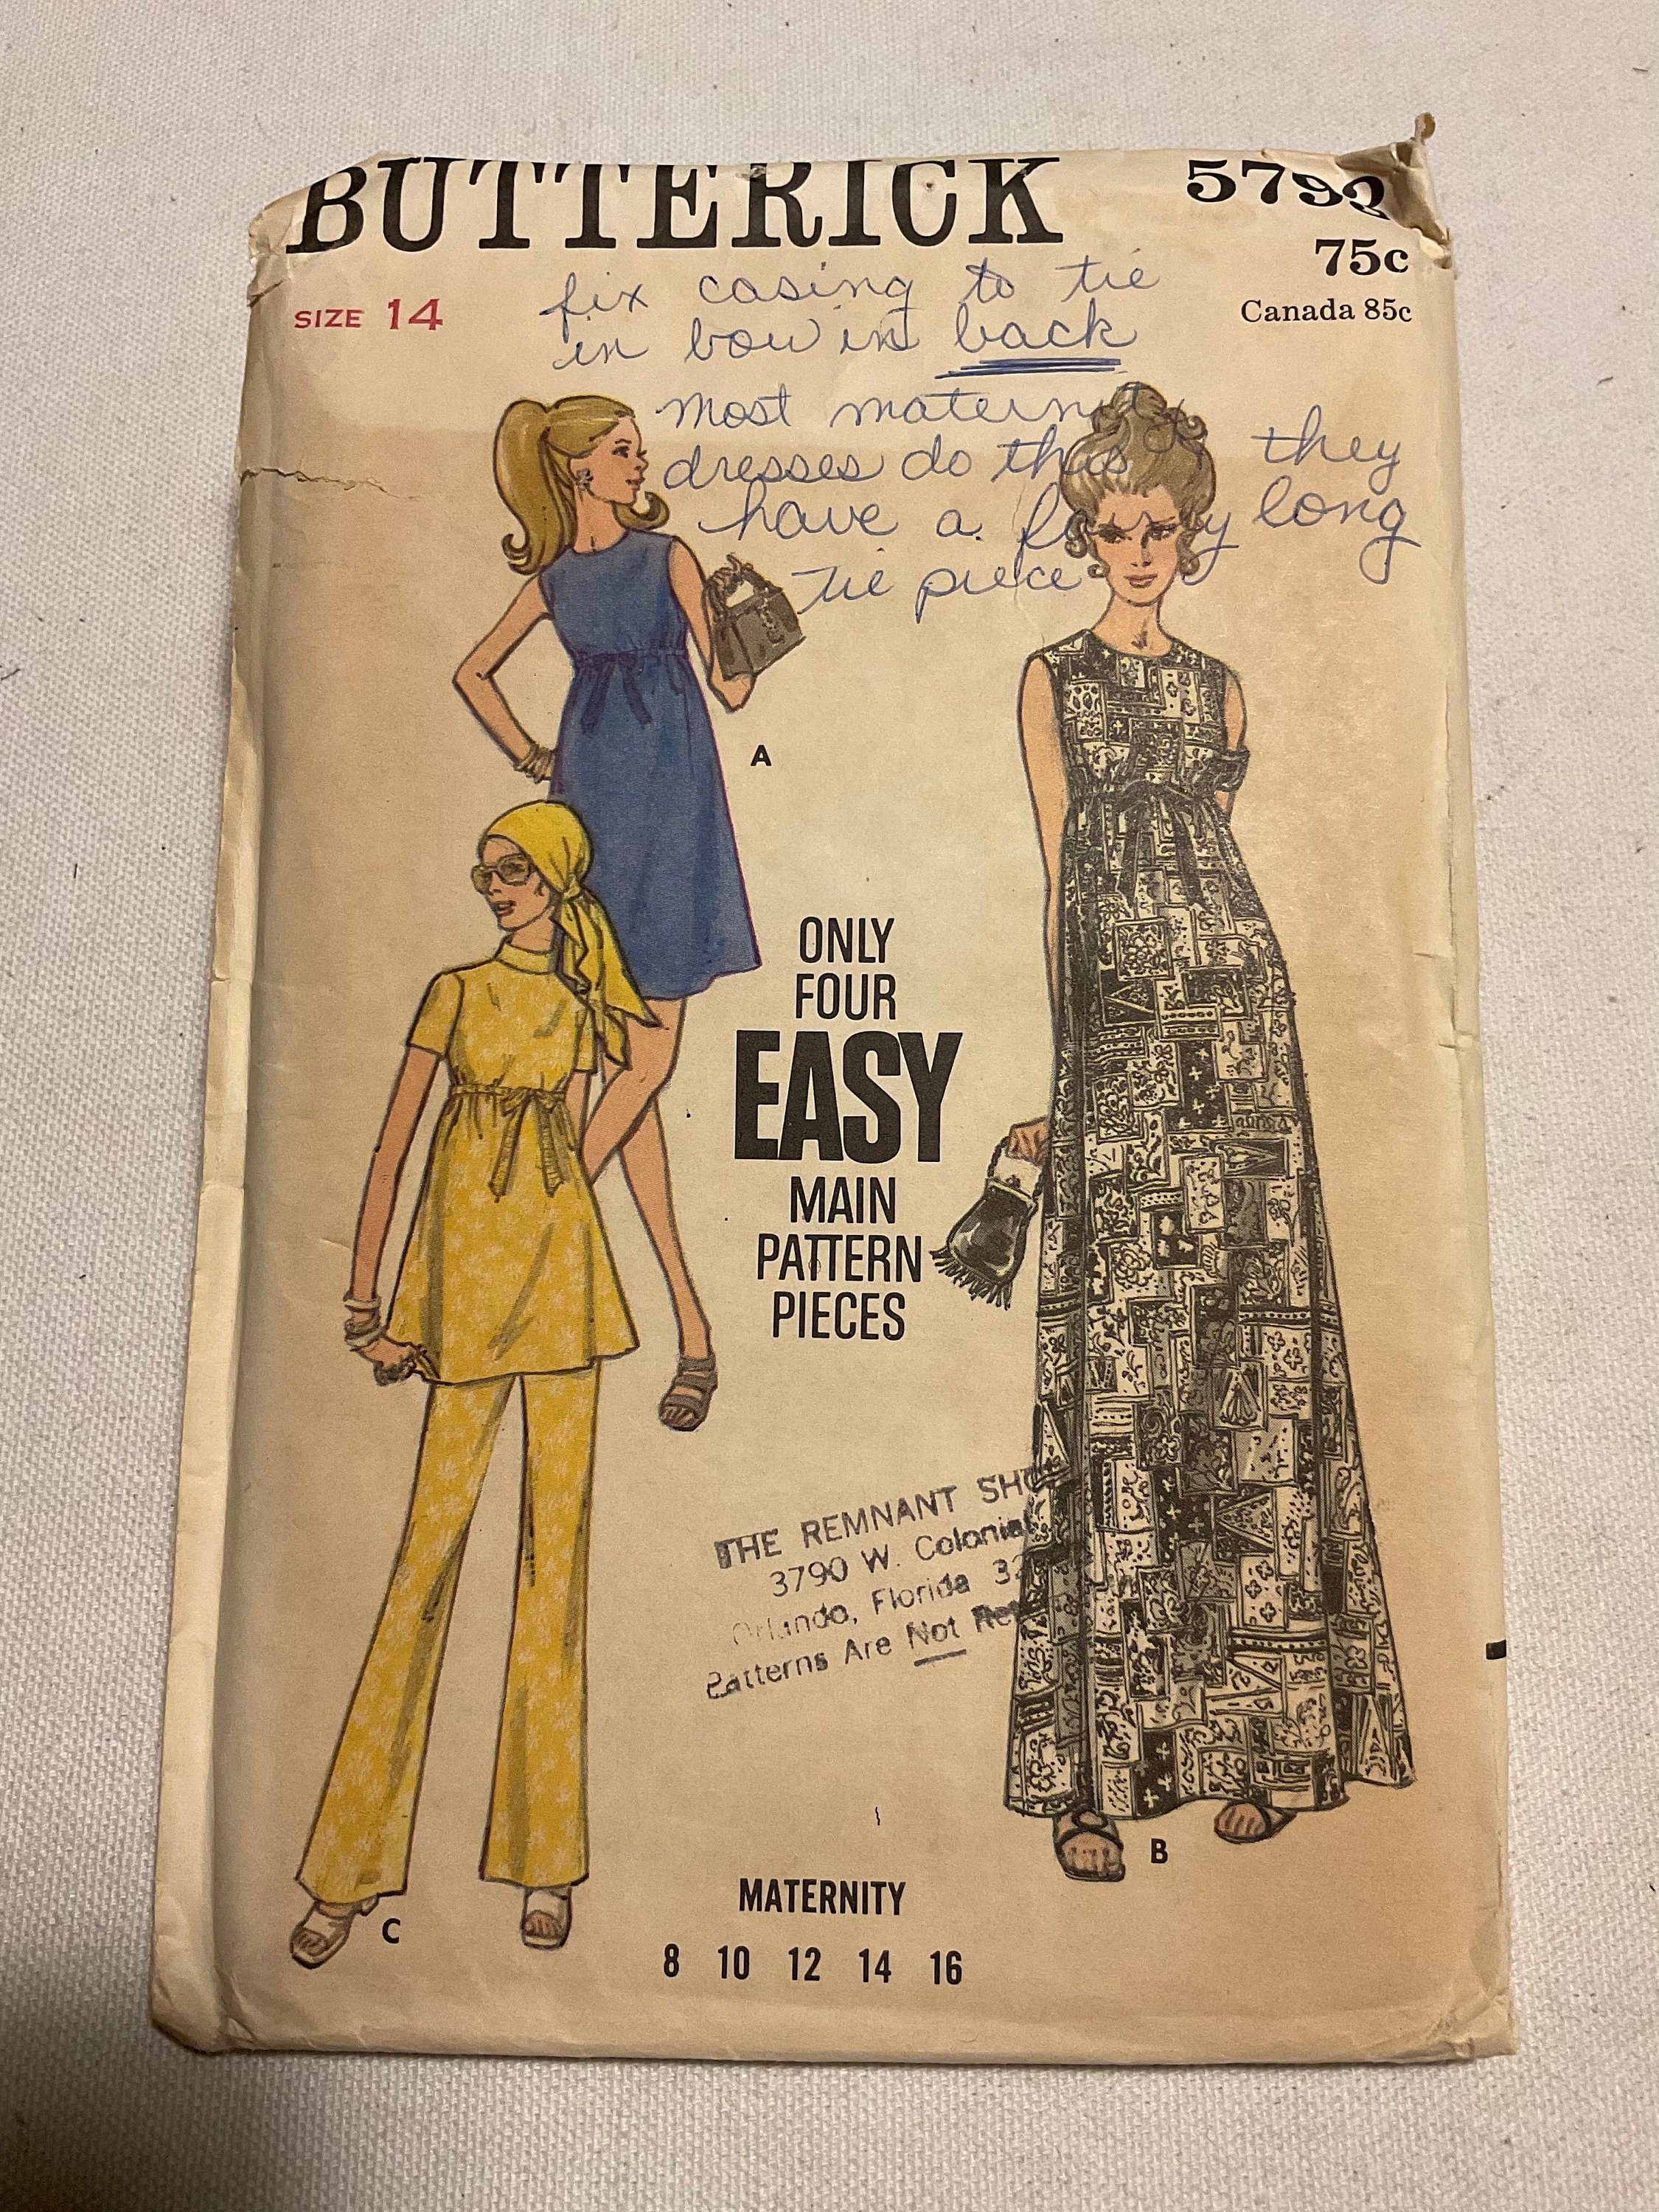 BUTTERICK
5792
75c
Canada 85c
SIZE 14
fix casing to tie
in bow in back
most maternity
dresses do this they
have a fairly long
tie piece
A
ONLY
FOUR
EASY
MAIN
PATTERN
PIECES
THE REMNANT
3790 W. Colonial
Orlando, Florida
Patterns Are Not
B
C
MATERNITY
8 10 12 14 16